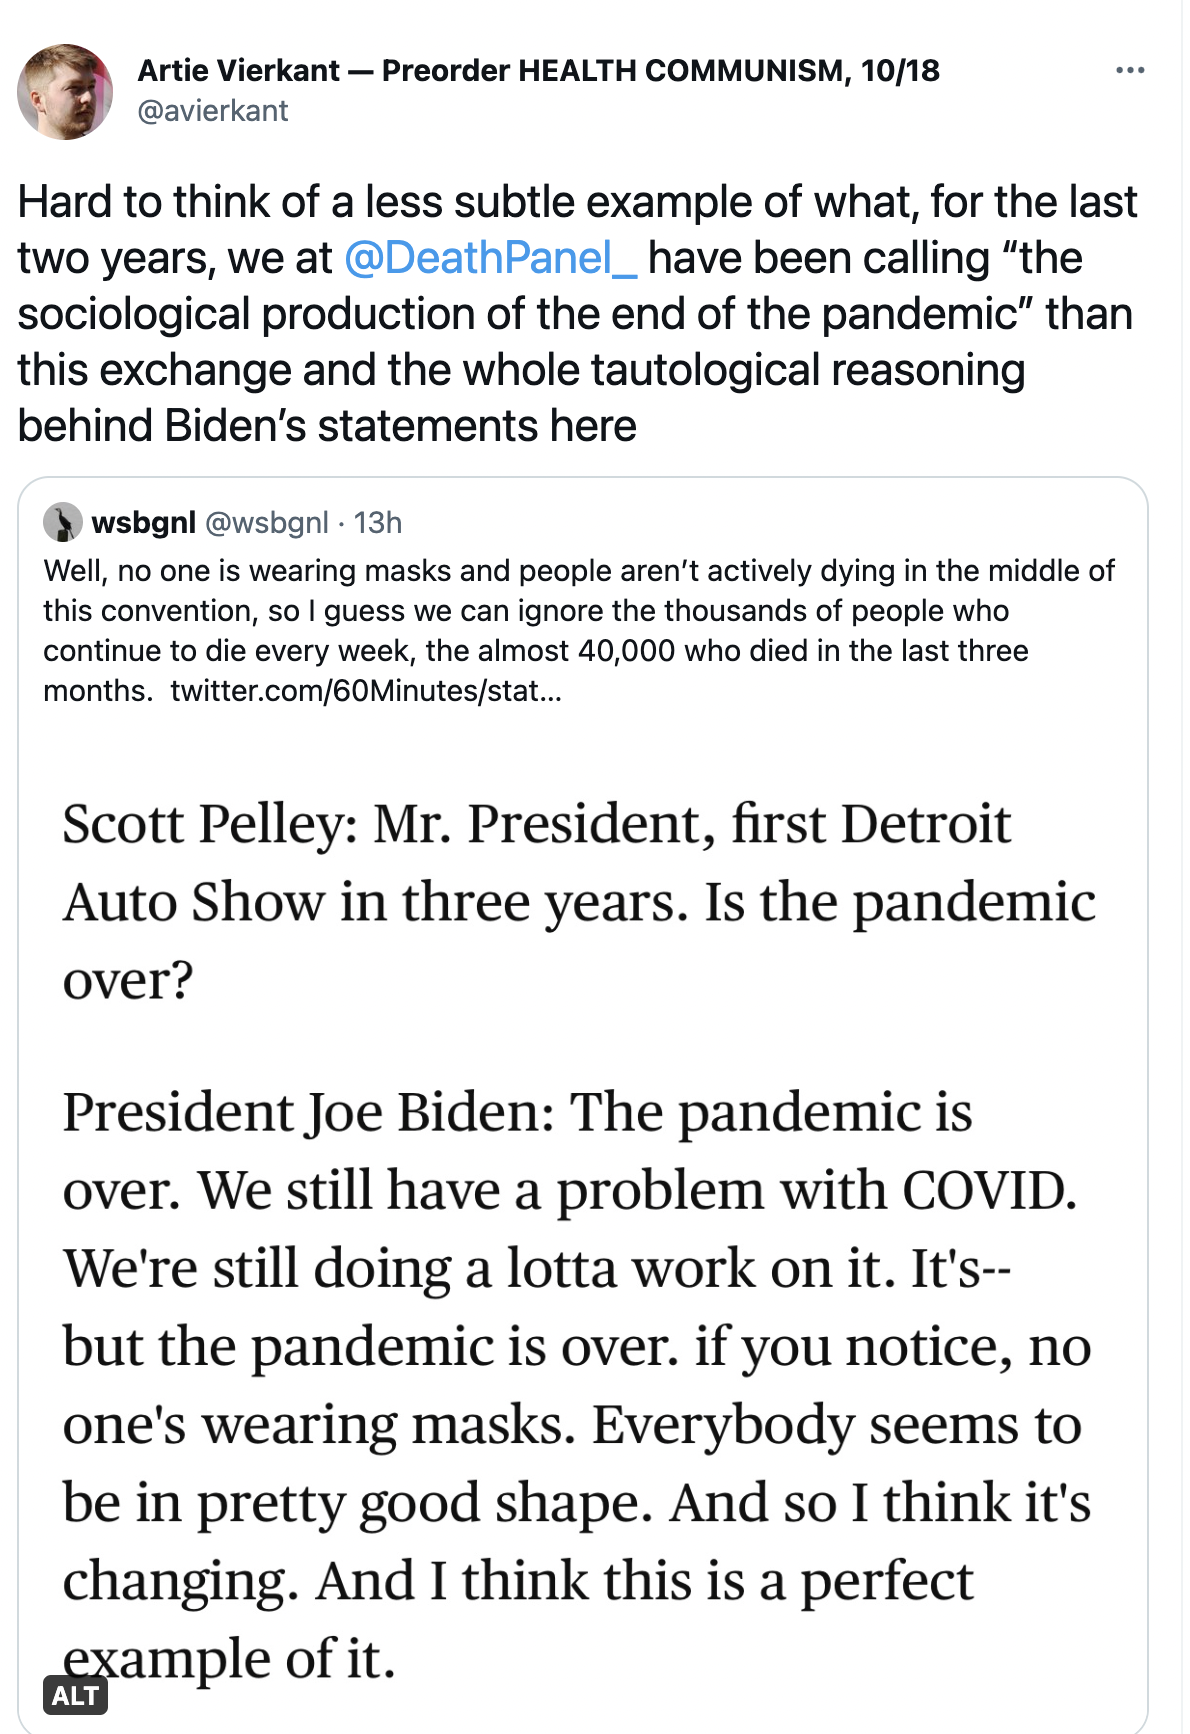 Artie Vierkant — Preorder HEALTH COMMUNISM, 10/18
@avierkant
Hard to think of a less subtle example of what, for the last
two years, we at @DeathPanel_ have been calling “the
sociological production of the end of the pandemic” than
this exchange and the whole tautological reasoning
behind Biden’s statements here
wsbgnl @wsbgnl · 13h
Well, no one is wearing masks and people aren’t actively dying in the middle of
this convention, so I guess we can ignore the thousands of people who
continue to die every week, the almost 40,000 who died in the last three
months. twitter.com/60Minutes/stat...
Scott Pelley: Mr. President, first Detroit
Auto Show in three years. Is the pandemic
over?
President Joe Biden: The pandemic is
over. We still have a problem with COVID.
We're still doing a lotta work on it. It's--
but the pandemic is over. if you notice, no
one's wearing masks. Everybody seems to
be in pretty good shape. And so I think it's
changing. And I think this is a perfect
example of it.
ALT